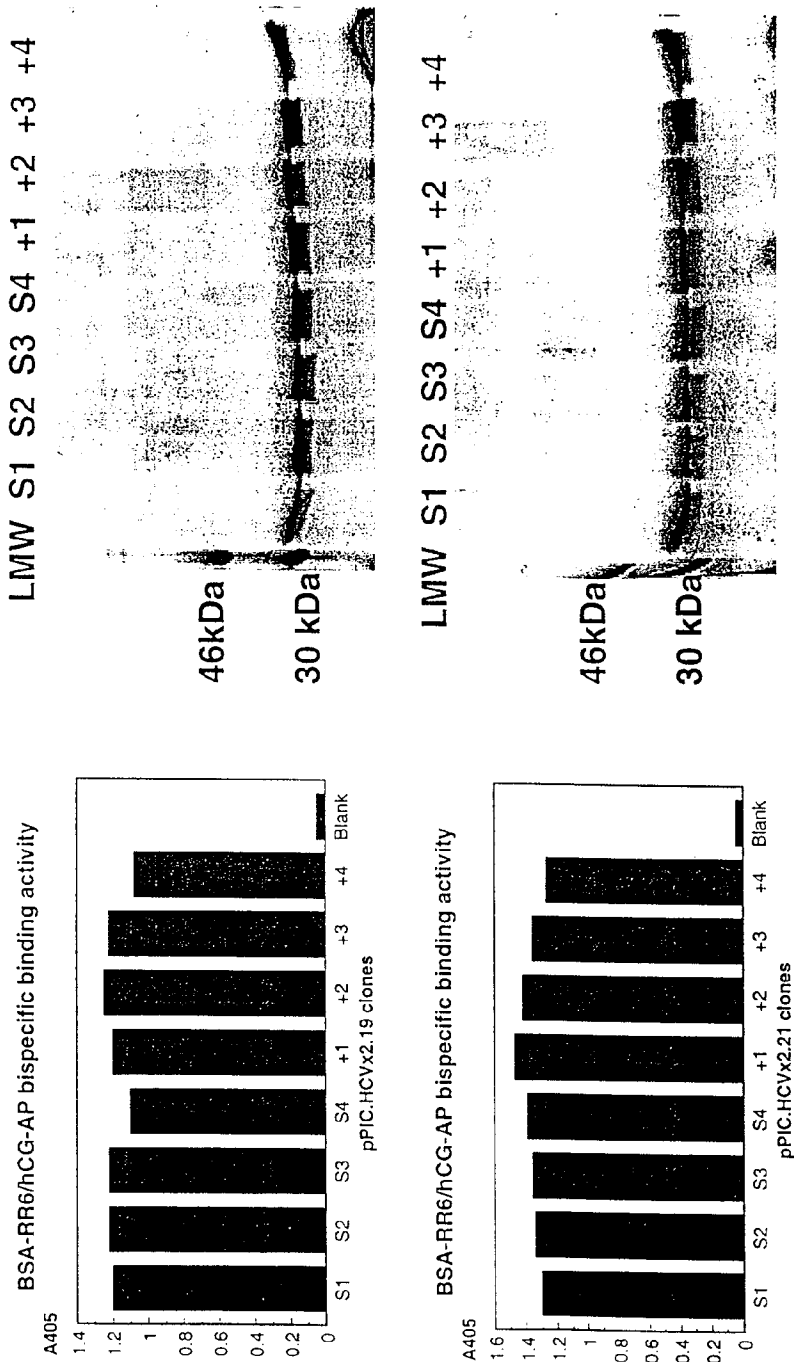 BSA-RR6/hCG-AP bispecific binding activity
A405
1.4
1.2
1
0.8
0.6
0.4
0.2
0
S1 S2 S3 S4 +1 +2 +3 +4 Blank
pPIC.HCVx2.19 clones
LMW S1 S2 S3 S4 +1 +2 +3 +4
46kDa
30 kDa
BSA-RR6/hCG-AP bispecific binding activity
A405
1.6
1.4
1.2
1
0.8
0.6
0.4
0.2
0
S1 S2 S3 S4 +1 +2 +3 +4 Blank
pPIC.HCVx2.21 clones
LMW S1 S2 S3 S4 +1 +2 +3 +4
46kDa
30 kDa